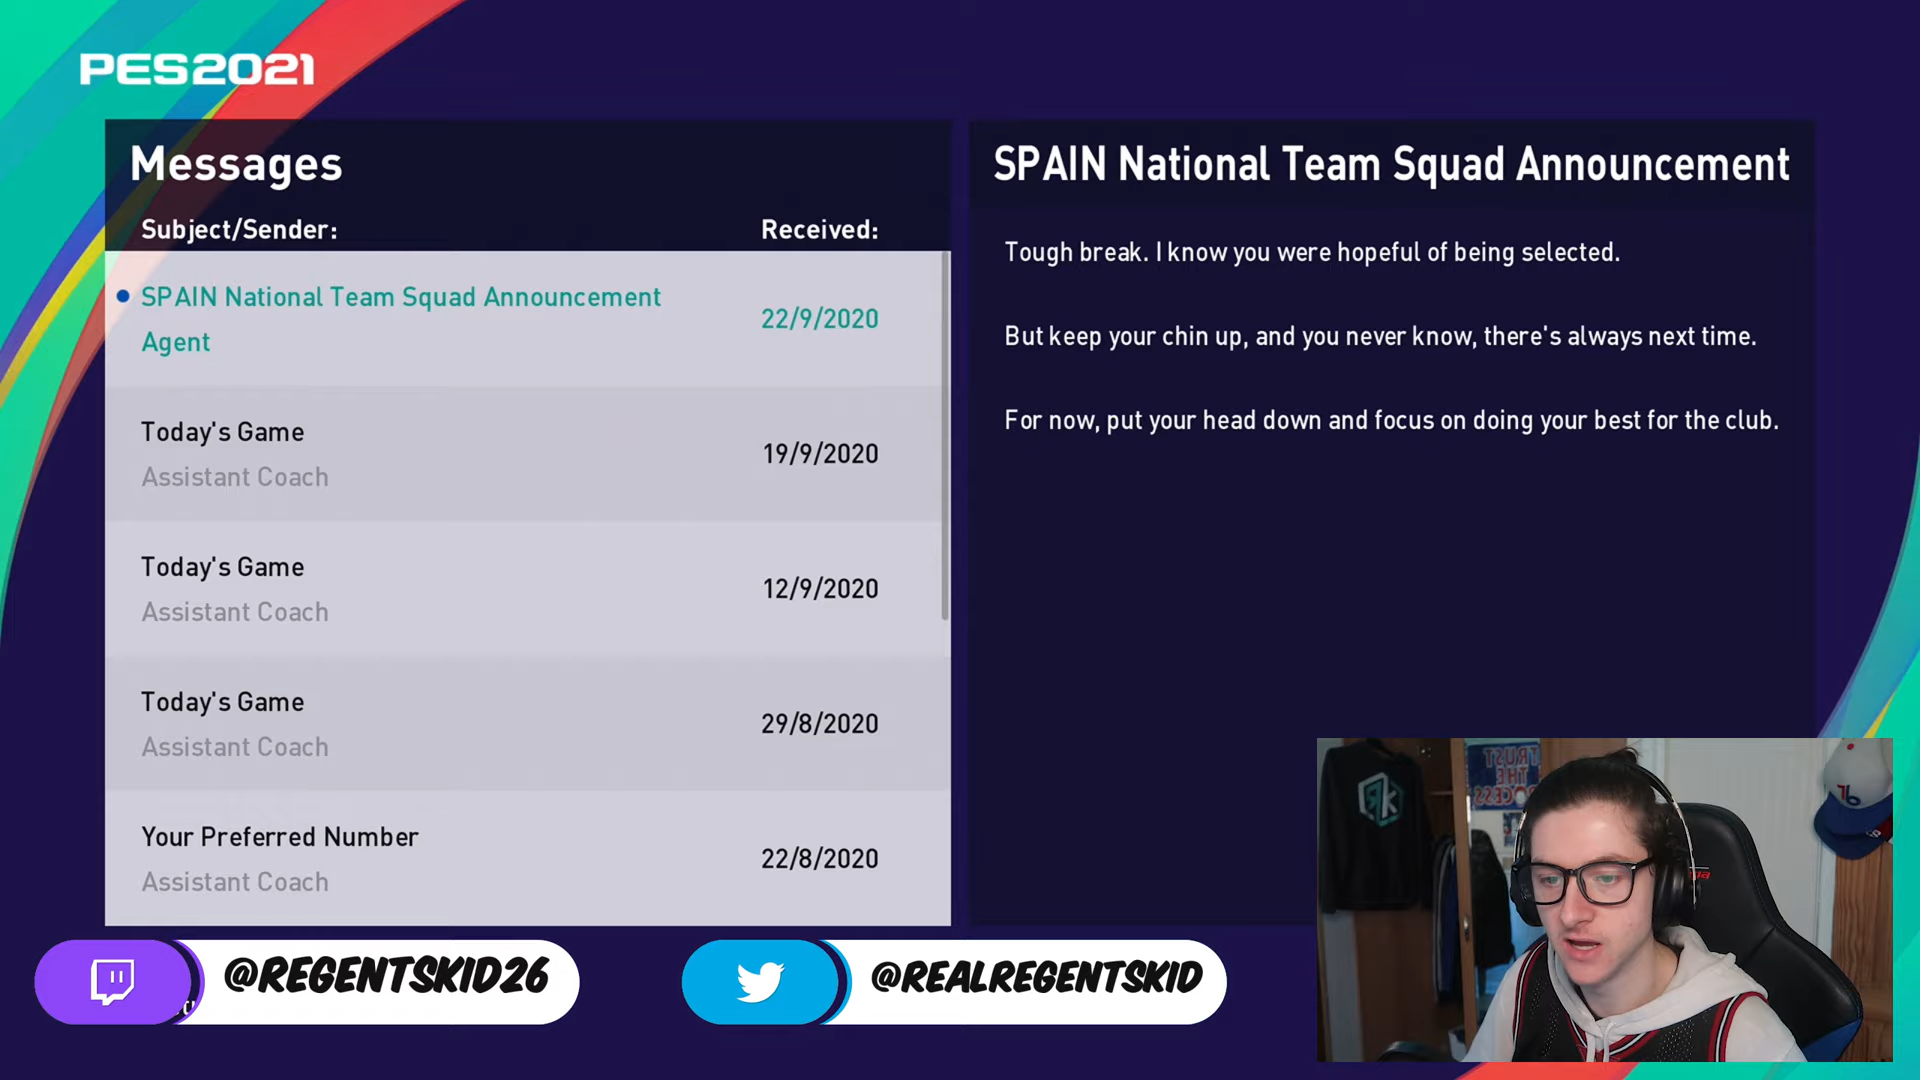 PES2021
Messages
Subject/Sender:
Received:
SPAIN National Team Squad Announcement
Agent
22/9/2020
Today's Game
Assistant Coach
19/9/2020
Today's Game
Assistant Coach
12/9/2020
Today's Game
Assistant Coach
29/8/2020
Your Preferred Number
Assistant Coach
22/8/2020
SPAIN National Team Squad Announcement
Tough break. I know you were hopeful of being selected.
But keep your chin up, and you never know, there's always next time.
For now, put your head down and focus on doing your best for the club.
TRUST
THE
PROCESS
@REGENTSKID26
@REALREGENTSKID